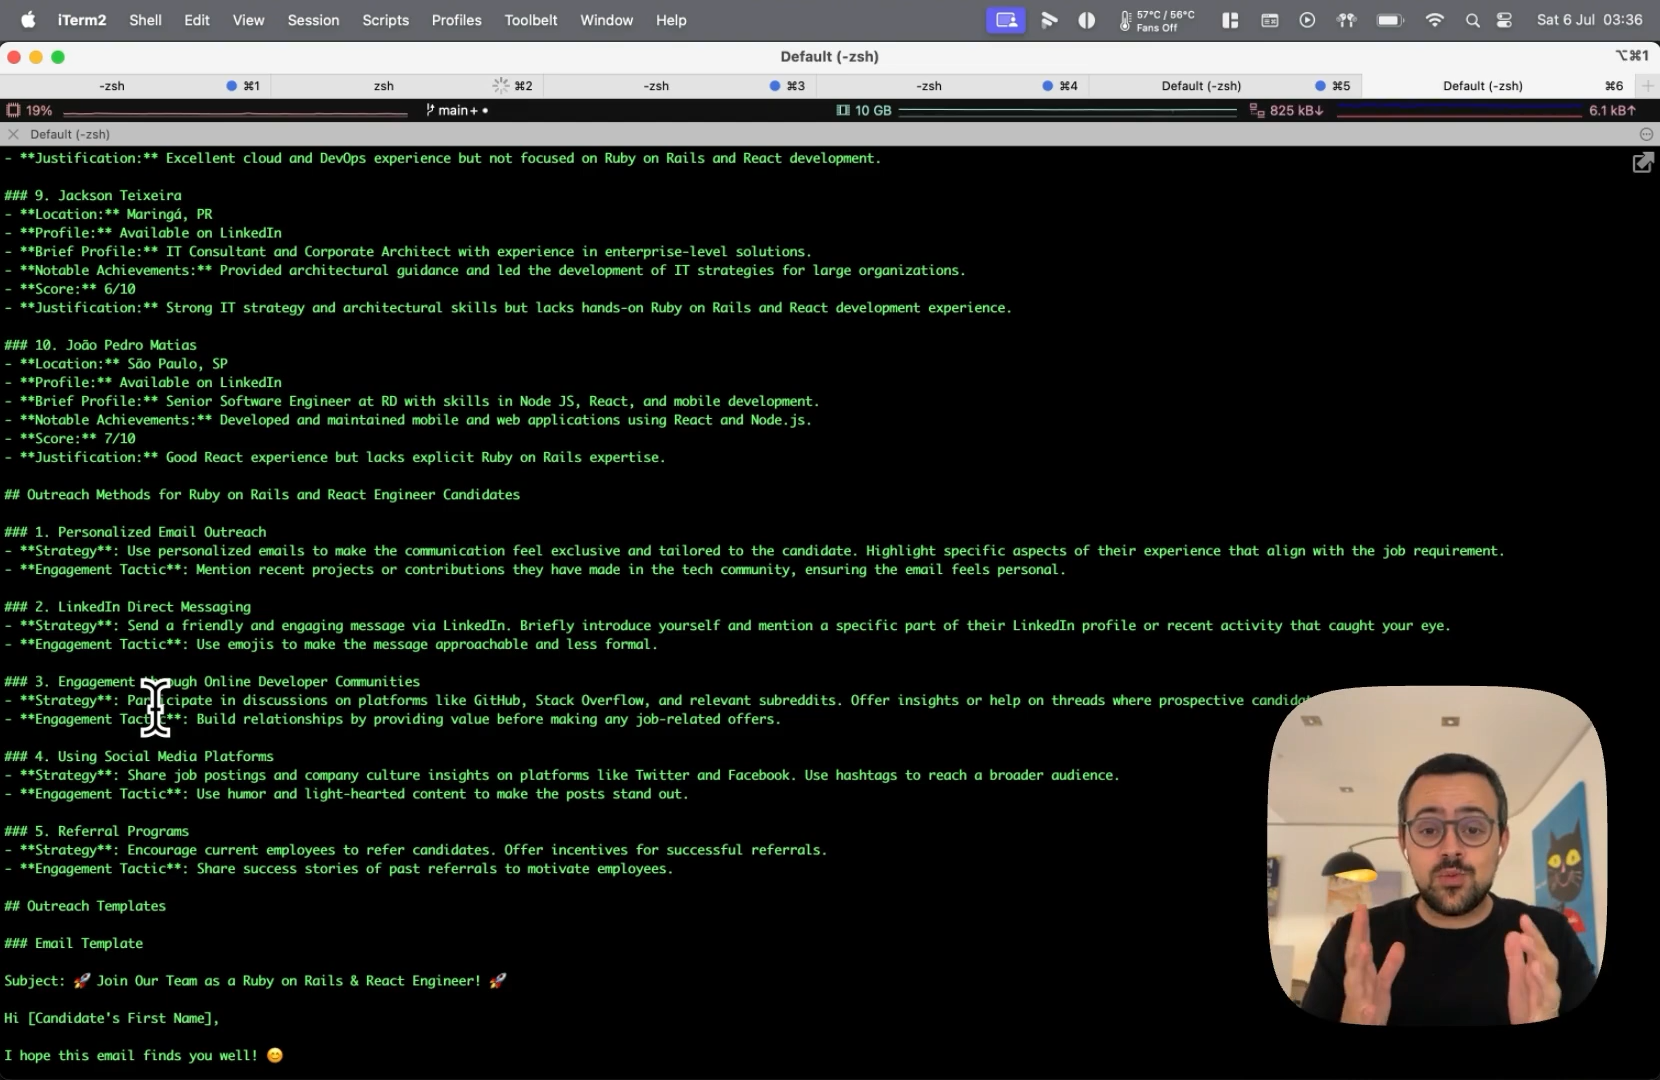 iTerm2 Shell Edit View Session Scripts Profiles Toolbelt Window Help 57°C / 56°C Fans Off Sat 6 Jul 03:36
Default (-zsh) ⌥⌘1
-zsh ⌘1 zsh ⌘2 -zsh ⌘3 -zsh ⌘4 Default (-zsh) ⌘5 Default (-zsh) ⌘6
19% main+ • 10 GB 825 kB↓ 6.1 kB↑
Default (-zsh)
- **Justification:** Excellent cloud and DevOps experience but not focused on Ruby on Rails and React development.
### 9. Jackson Teixeira
- **Location:** Maringá, PR
- **Profile:** Available on LinkedIn
- **Brief Profile:** IT Consultant and Corporate Architect with experience in enterprise-level solutions.
- **Notable Achievements:** Provided architectural guidance and led the development of IT strategies for large organizations.
- **Score:** 6/10
- **Justification:** Strong IT strategy and architectural skills but lacks hands-on Ruby on Rails and React development experience.
### 10. João Pedro Matias
- **Location:** São Paulo, SP
- **Profile:** Available on LinkedIn
- **Brief Profile:** Senior Software Engineer at RD with skills in Node JS, React, and mobile development.
- **Notable Achievements:** Developed and maintained mobile and web applications using React and Node.js.
- **Score:** 7/10
- **Justification:** Good React experience but lacks explicit Ruby on Rails expertise.
## Outreach Methods for Ruby on Rails and React Engineer Candidates
### 1. Personalized Email Outreach
- **Strategy**: Use personalized emails to make the communication feel exclusive and tailored to the candidate. Highlight specific aspects of their experience that align with the job requirement.
- **Engagement Tactic**: Mention recent projects or contributions they have made in the tech community, ensuring the email feels personal.
### 2. LinkedIn Direct Messaging
- **Strategy**: Send a friendly and engaging message via LinkedIn. Briefly introduce yourself and mention a specific part of their LinkedIn profile or recent activity that caught your eye.
- **Engagement Tactic**: Use emojis to make the message approachable and less formal.
### 3. Engagement through Online Developer Communities
- **Strategy**: Participate in discussions on platforms like GitHub, Stack Overflow, and relevant subreddits. Offer insights or help on threads where prospective candida
- **Engagement Tactic**: Build relationships by providing value before making any job-related offers.
### 4. Using Social Media Platforms
- **Strategy**: Share job postings and company culture insights on platforms like Twitter and Facebook. Use hashtags to reach a broader audience.
- **Engagement Tactic**: Use humor and light-hearted content to make the posts stand out.
### 5. Referral Programs
- **Strategy**: Encourage current employees to refer candidates. Offer incentives for successful referrals.
- **Engagement Tactic**: Share success stories of past referrals to motivate employees.
## Outreach Templates
### Email Template
Subject: 🚀 Join Our Team as a Ruby on Rails & React Engineer! 🚀
Hi [Candidate's First Name],
I hope this email finds you well! 😊